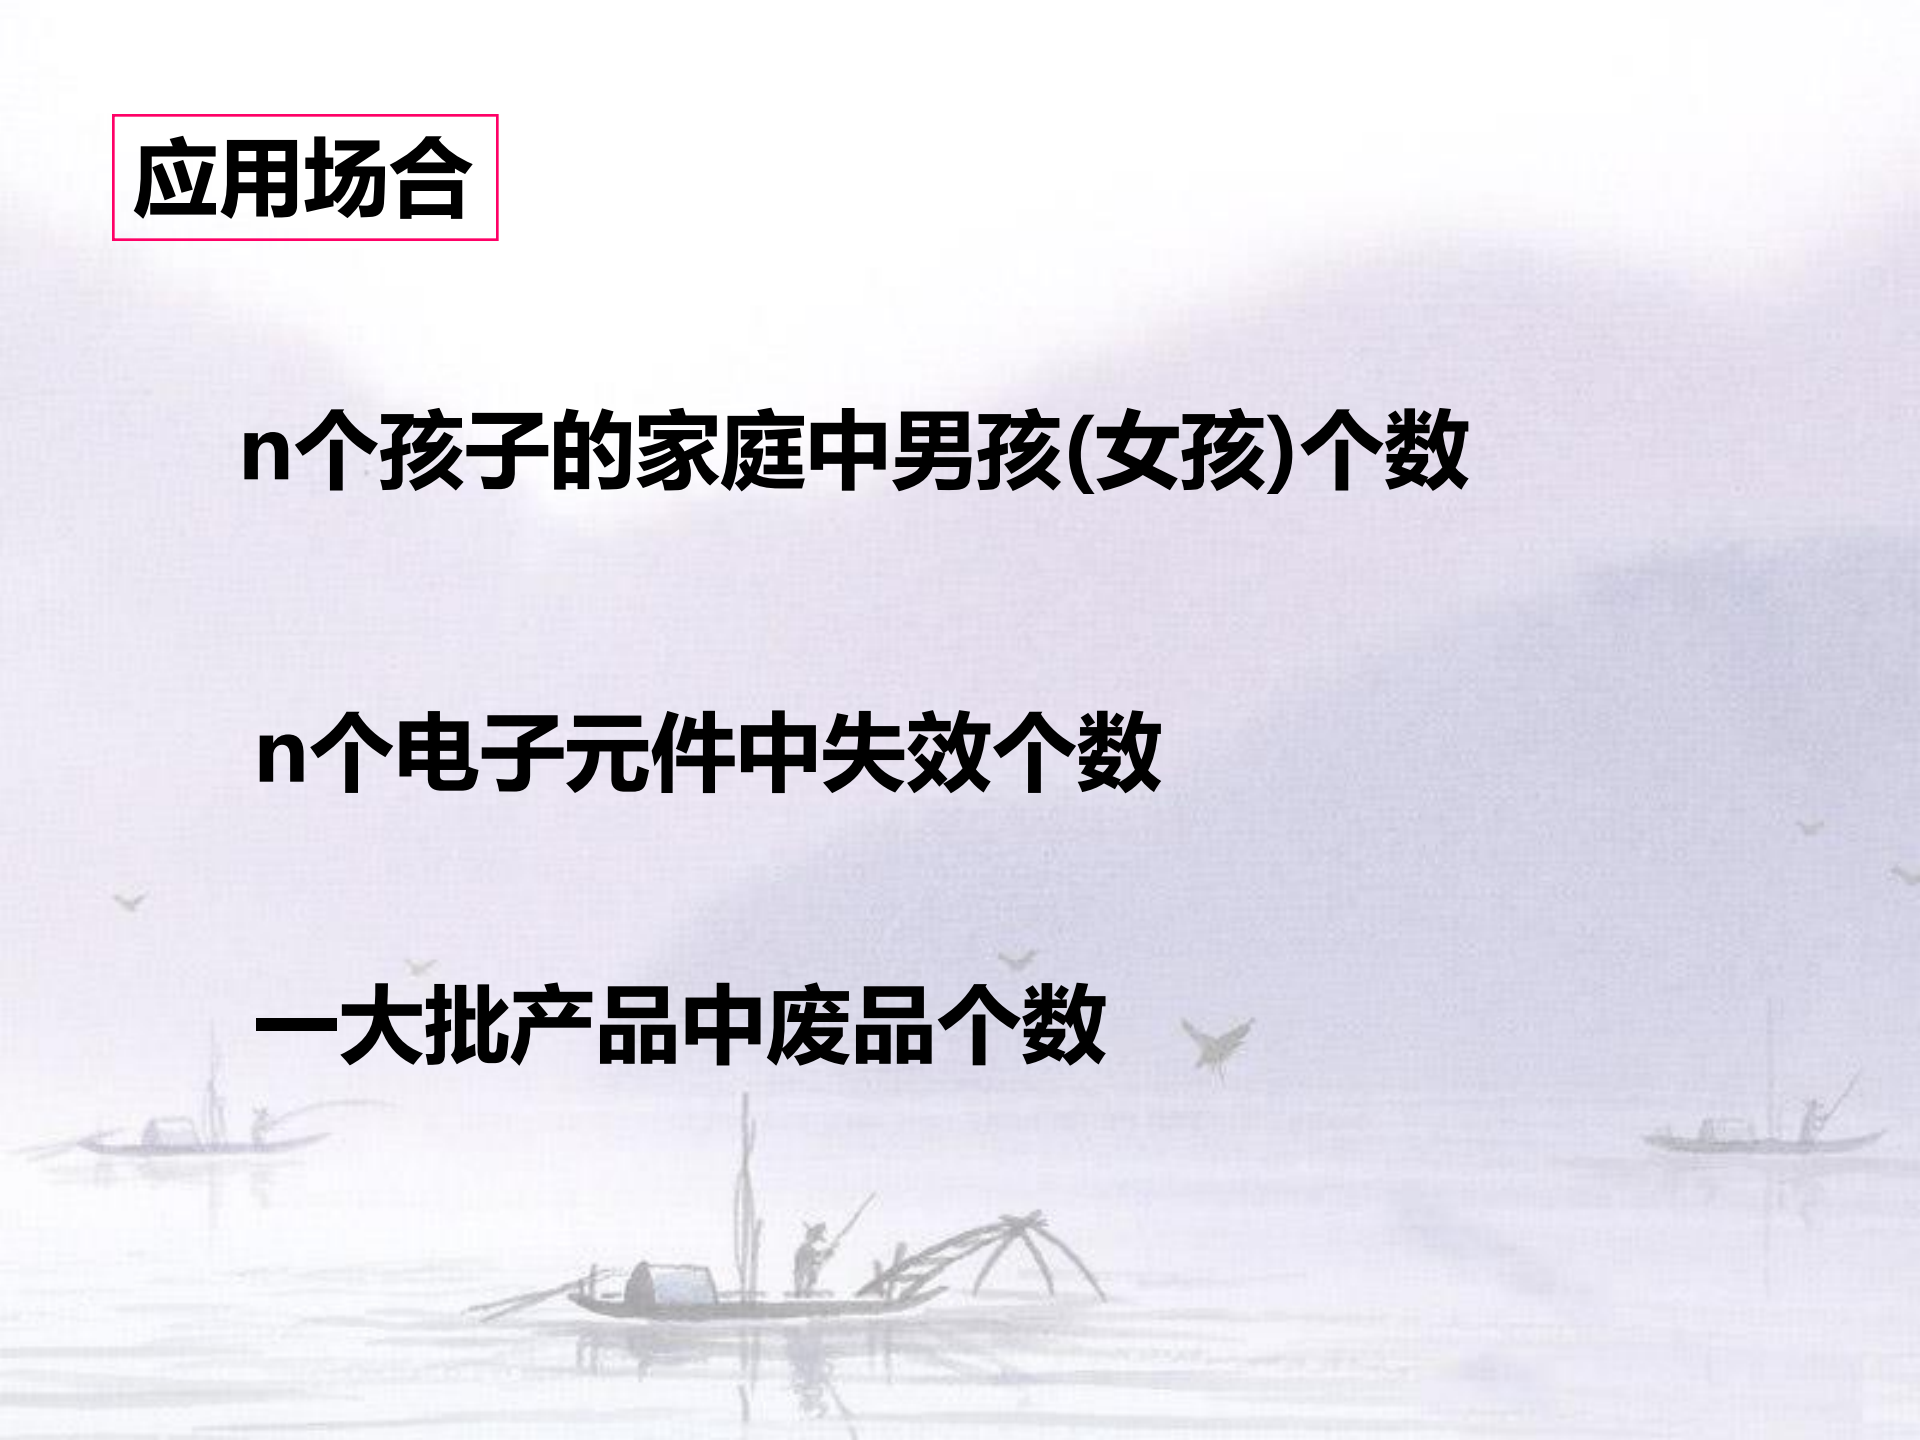 应用场合
n个孩子的家庭中男孩(女孩)个数
n个电子元件中失效个数
一大批产品中废品个数